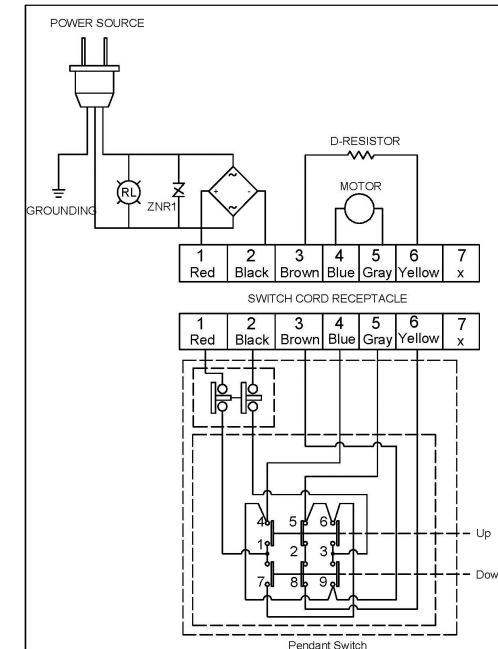 POWER SOURCE
D-RESISTOR
MOTOR
RL
ZNR1
GROUNDING
~
+ -
~
1 2 3 4 5 6 7
Red Black Brown Blue Gray Yellow x
SWITCH CORD RECEPTACLE
1 2 3 4 5 6 7
Red Black Brown Blue Gray Yellow x
4 5 6
Up
1 2 3
Dow
7 8 9
Pendant Switch